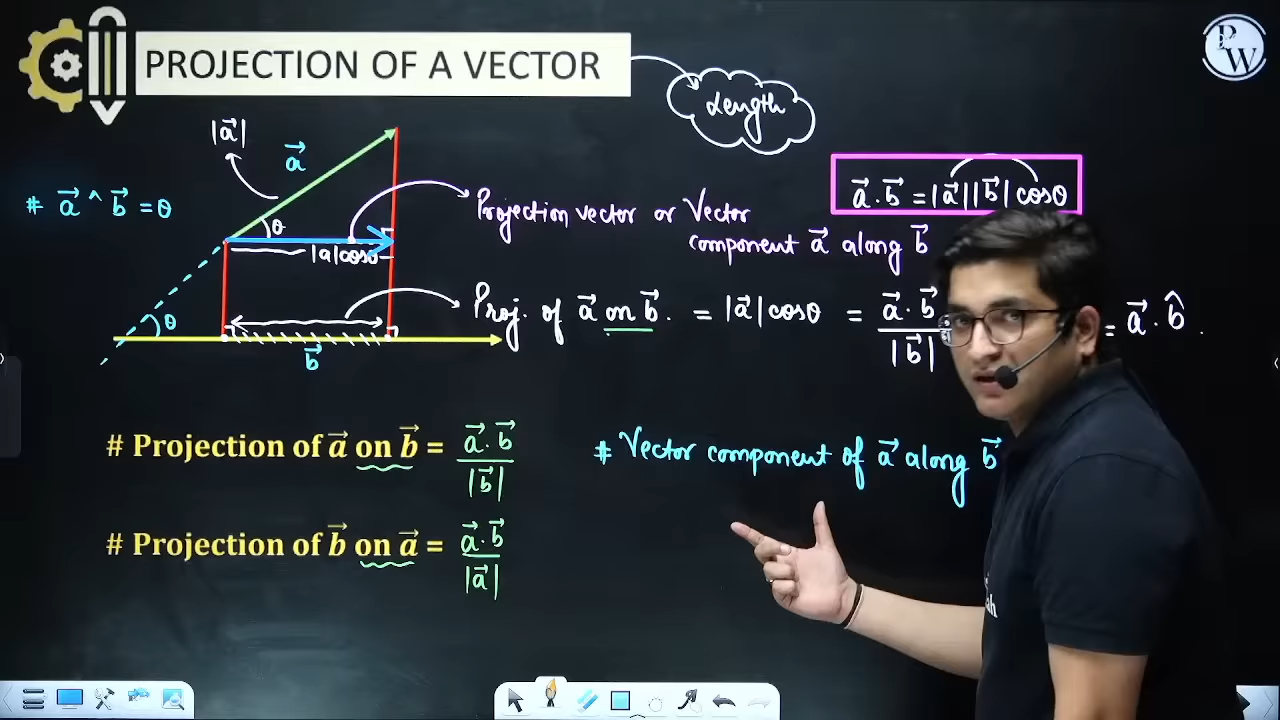 PROJECTION OF A VECTOR
PW
Length
|a⃗|
a⃗
# a⃗ ^ b⃗ = θ
θ
|a|cosθ
θ
b⃗
a⃗.b⃗ = |a⃗||b⃗| cosθ
Projection vector or Vector
component a⃗ along b⃗
Proj. of a⃗ on b⃗. = |a⃗|cosθ = a⃗.b⃗ / |b⃗| = a⃗.b̂.
# Projection of a⃗ on b⃗ = a⃗.b⃗ / |b⃗|
# Vector component of a⃗ along b⃗
# Projection of b⃗ on a⃗ = a⃗.b⃗ / |a⃗|